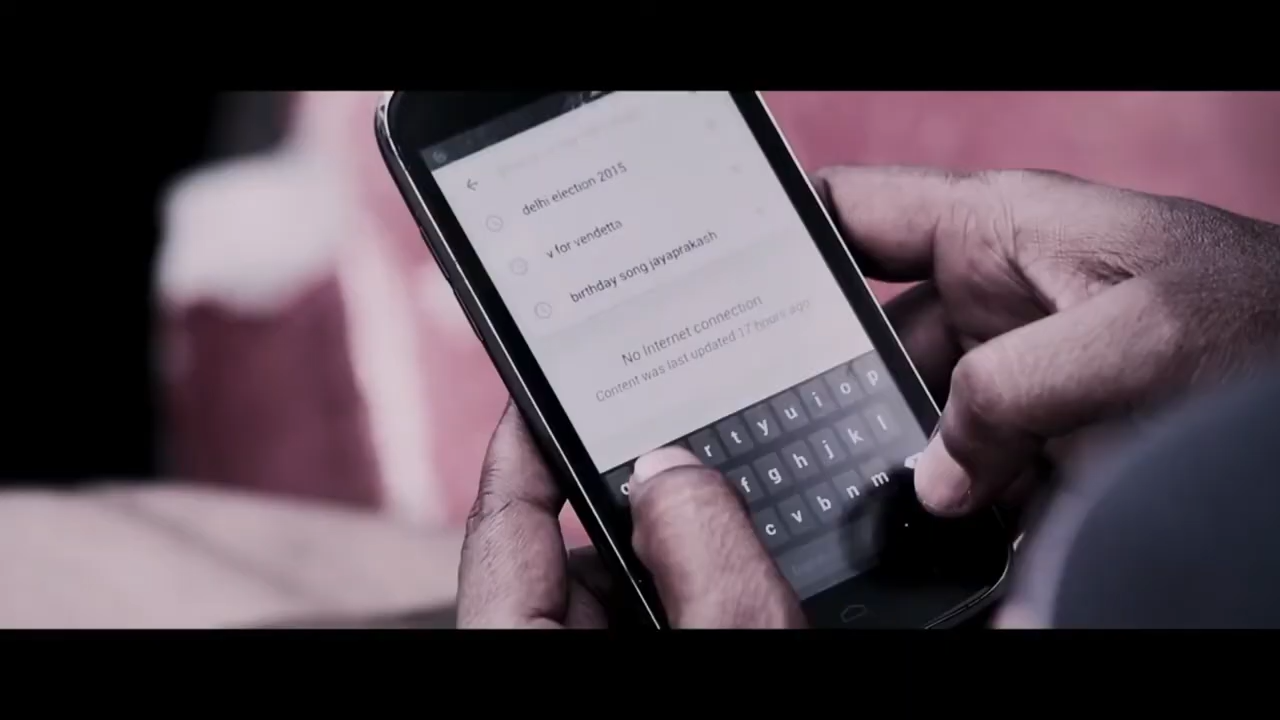 delhi election 2015
v for vendetta
birthday song jayaprakash
No Internet connection
Content was last updated 17 hours ago
r t y u i o p
f g h j k l
c v b n m